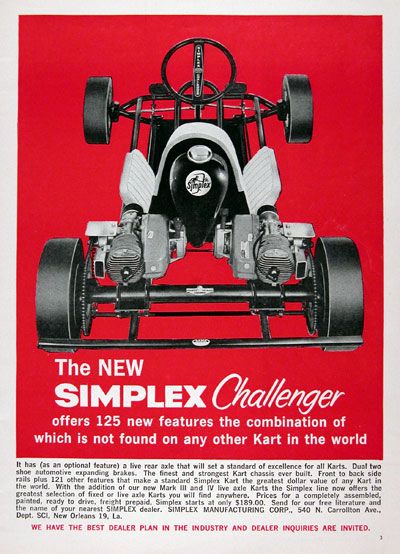 Simplex
The NEW
SIMPLEX Challenger
offers 125 new features the combination of
which is not found on any other Kart in the world
It has (as an optional feature) a live rear axle that will set a standard of excellence for all Karts. Dual two
shoe automotive expanding brakes. The finest and strongest Kart chassis ever built. Front to back side
rails plus 121 other features that make a standard Simplex Kart the greatest dollar value of any Kart in
the world. With the addition of our new Mark III and IV live axle Karts the Simplex line now offers the
greatest selection of fixed or live axle Karts you will find anywhere. Prices for a completely assembled,
painted, ready to drive, freight prepaid. Simplex starts at only $189.00. Send for our free literature and
the name of your nearest SIMPLEX dealer. SIMPLEX MANUFACTURING CORP., 540 N. Carrollton Ave.,
Dept. SCI, New Orleans 19, La.
WE HAVE THE BEST DEALER PLAN IN THE INDUSTRY AND DEALER INQUIRIES ARE INVITED.